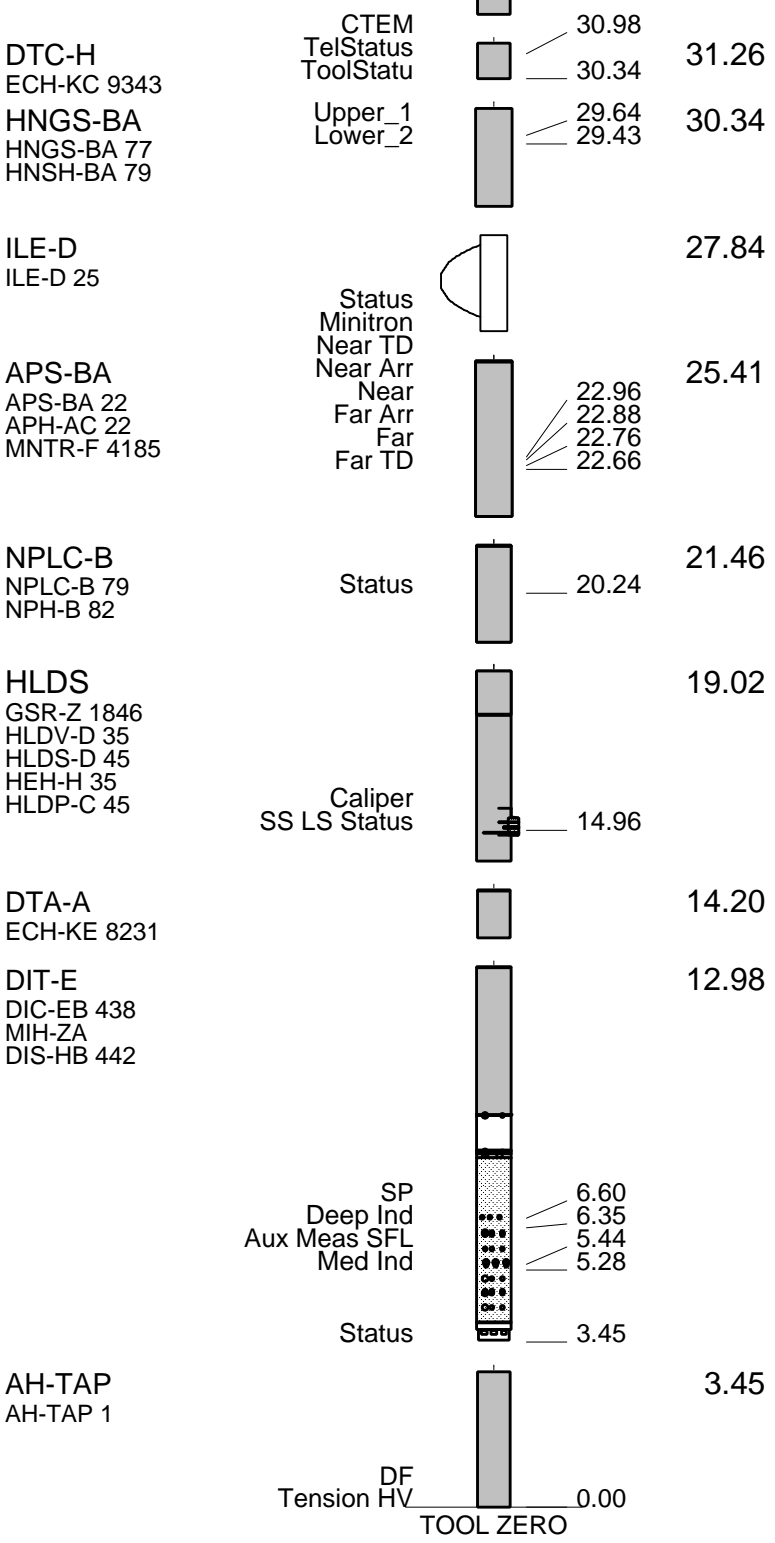 CTEM 30.98
DTC-H TelStatus 31.26
ToolStatu 30.34
ECH-KC 9343
HNGS-BA Upper_1 29.64 30.34
Lower_2 29.43
HNGS-BA 77
HNSH-BA 79
ILE-D 27.84
ILE-D 25
Status
Minitron
Near TD
APS-BA Near Arr 25.41
APS-BA 22 Near 22.96
APH-AC 22 Far Arr 22.88
MNTR-F 4185 Far 22.76
Far TD 22.66
NPLC-B 21.46
NPLC-B 79 Status 20.24
NPH-B 82
HLDS 19.02
GSR-Z 1846
HLDV-D 35
HLDS-D 45
HEH-H 35
HLDP-C 45 Caliper
SS LS Status 14.96
DTA-A 14.20
ECH-KE 8231
DIT-E 12.98
DIC-EB 438
MIH-ZA
DIS-HB 442
SP 6.60
Deep Ind 6.35
Aux Meas SFL 5.44
Med Ind 5.28
Status 3.45
AH-TAP 3.45
AH-TAP 1
DF
Tension HV 0.00
TOOL ZERO